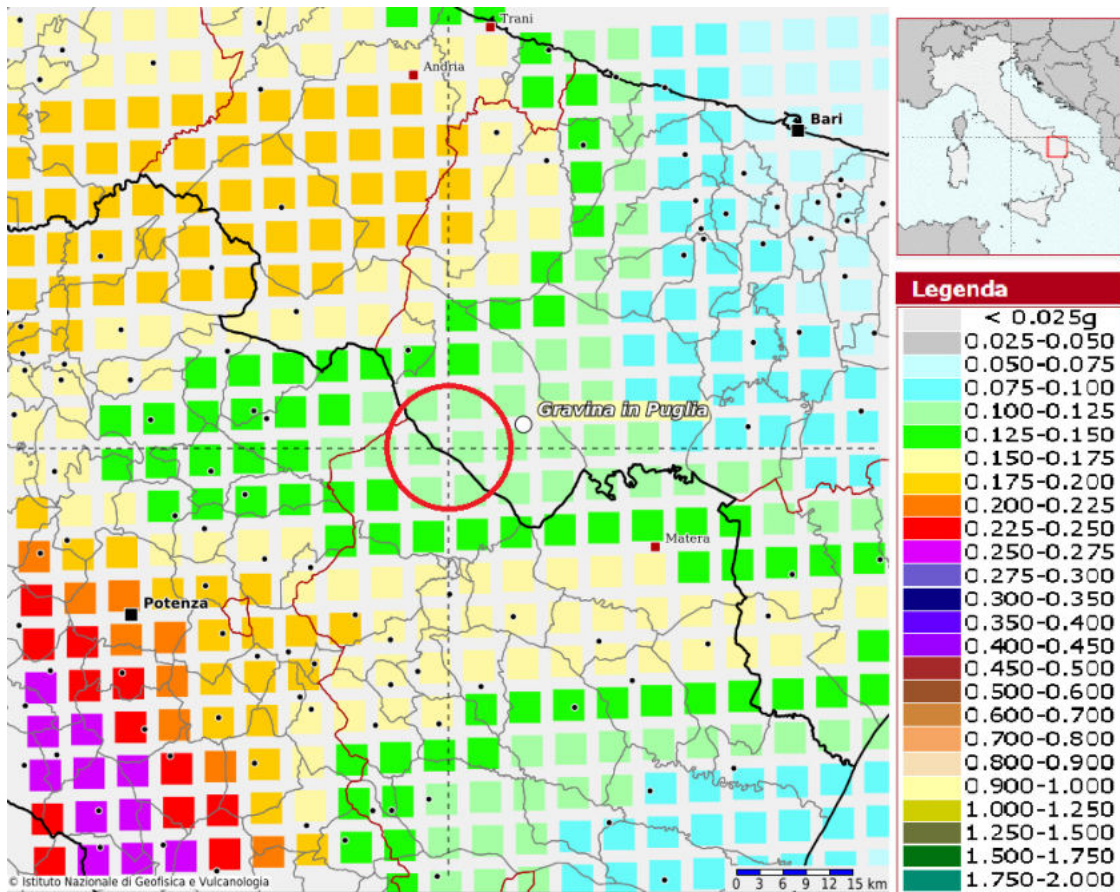 Trani
Andria
Bari
Gravina in Puglia
Matera
Potenza
© Istituto Nazionale di Geofisica e Vulcanologia
0 3 6 9 12 15 km
Legenda
< 0.025g
0.025-0.050
0.050-0.075
0.075-0.100
0.100-0.125
0.125-0.150
0.150-0.175
0.175-0.200
0.200-0.225
0.225-0.250
0.250-0.275
0.275-0.300
0.300-0.350
0.350-0.400
0.400-0.450
0.450-0.500
0.500-0.600
0.600-0.700
0.700-0.800
0.800-0.900
0.900-1.000
1.000-1.250
1.250-1.500
1.500-1.750
1.750-2.000